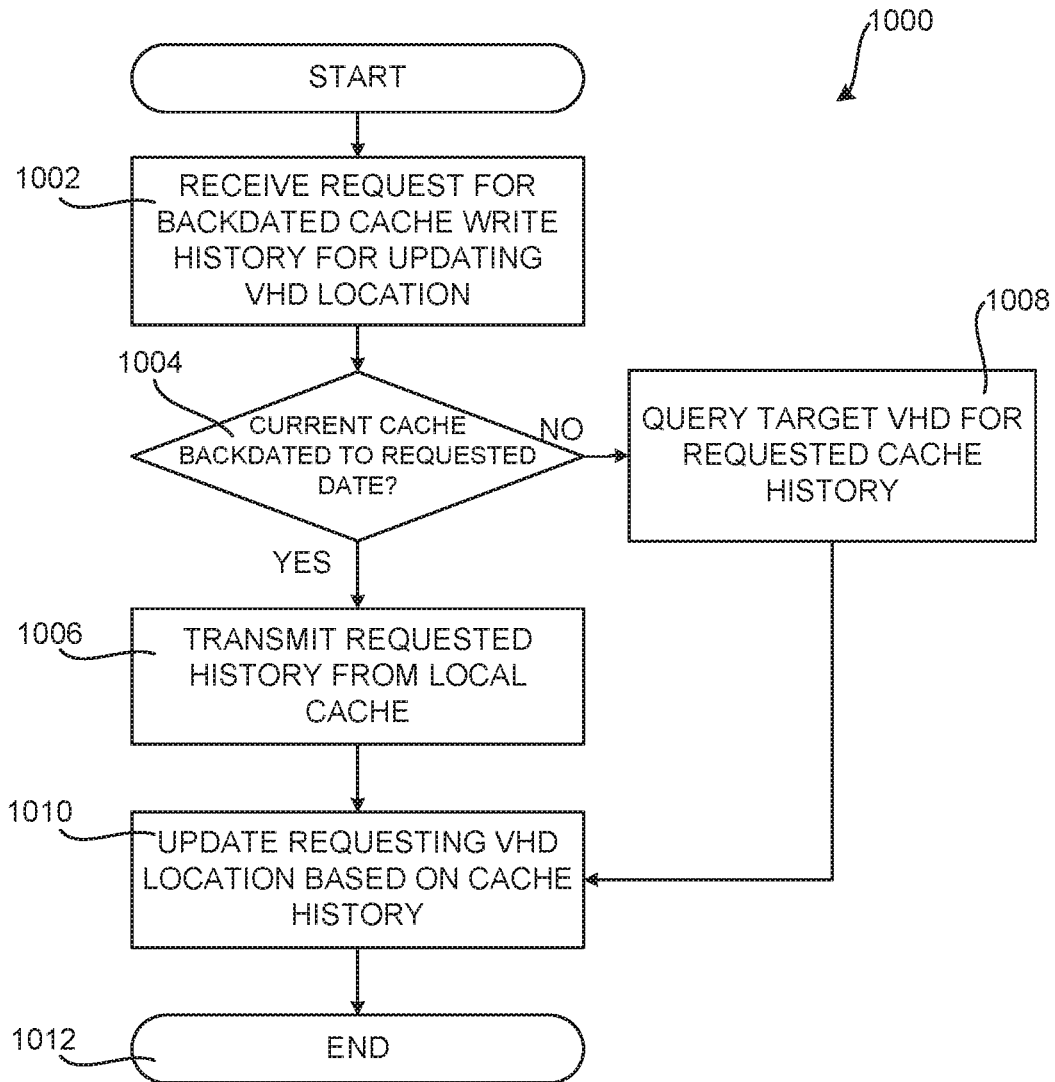 1000
START
1002
RECEIVE REQUEST FOR
BACKDATED CACHE WRITE
HISTORY FOR UPDATING
VHD LOCATION
1004
CURRENT CACHE
BACKDATED TO REQUESTED
DATE?
NO
1008
QUERY TARGET VHD FOR
REQUESTED CACHE
HISTORY
YES
1006
TRANSMIT REQUESTED
HISTORY FROM LOCAL
CACHE
1010
UPDATE REQUESTING VHD
LOCATION BASED ON CACHE
HISTORY
1012
END